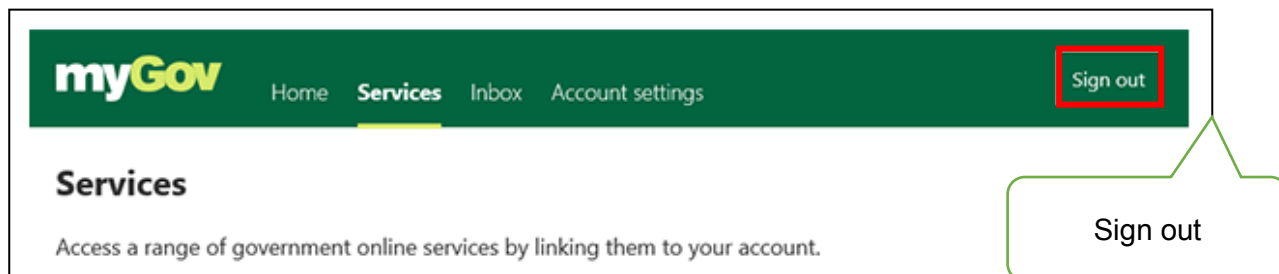 myGov Home Services Inbox Account settings Sign out
Services
Access a range of government online services by linking them to your account.
Sign out